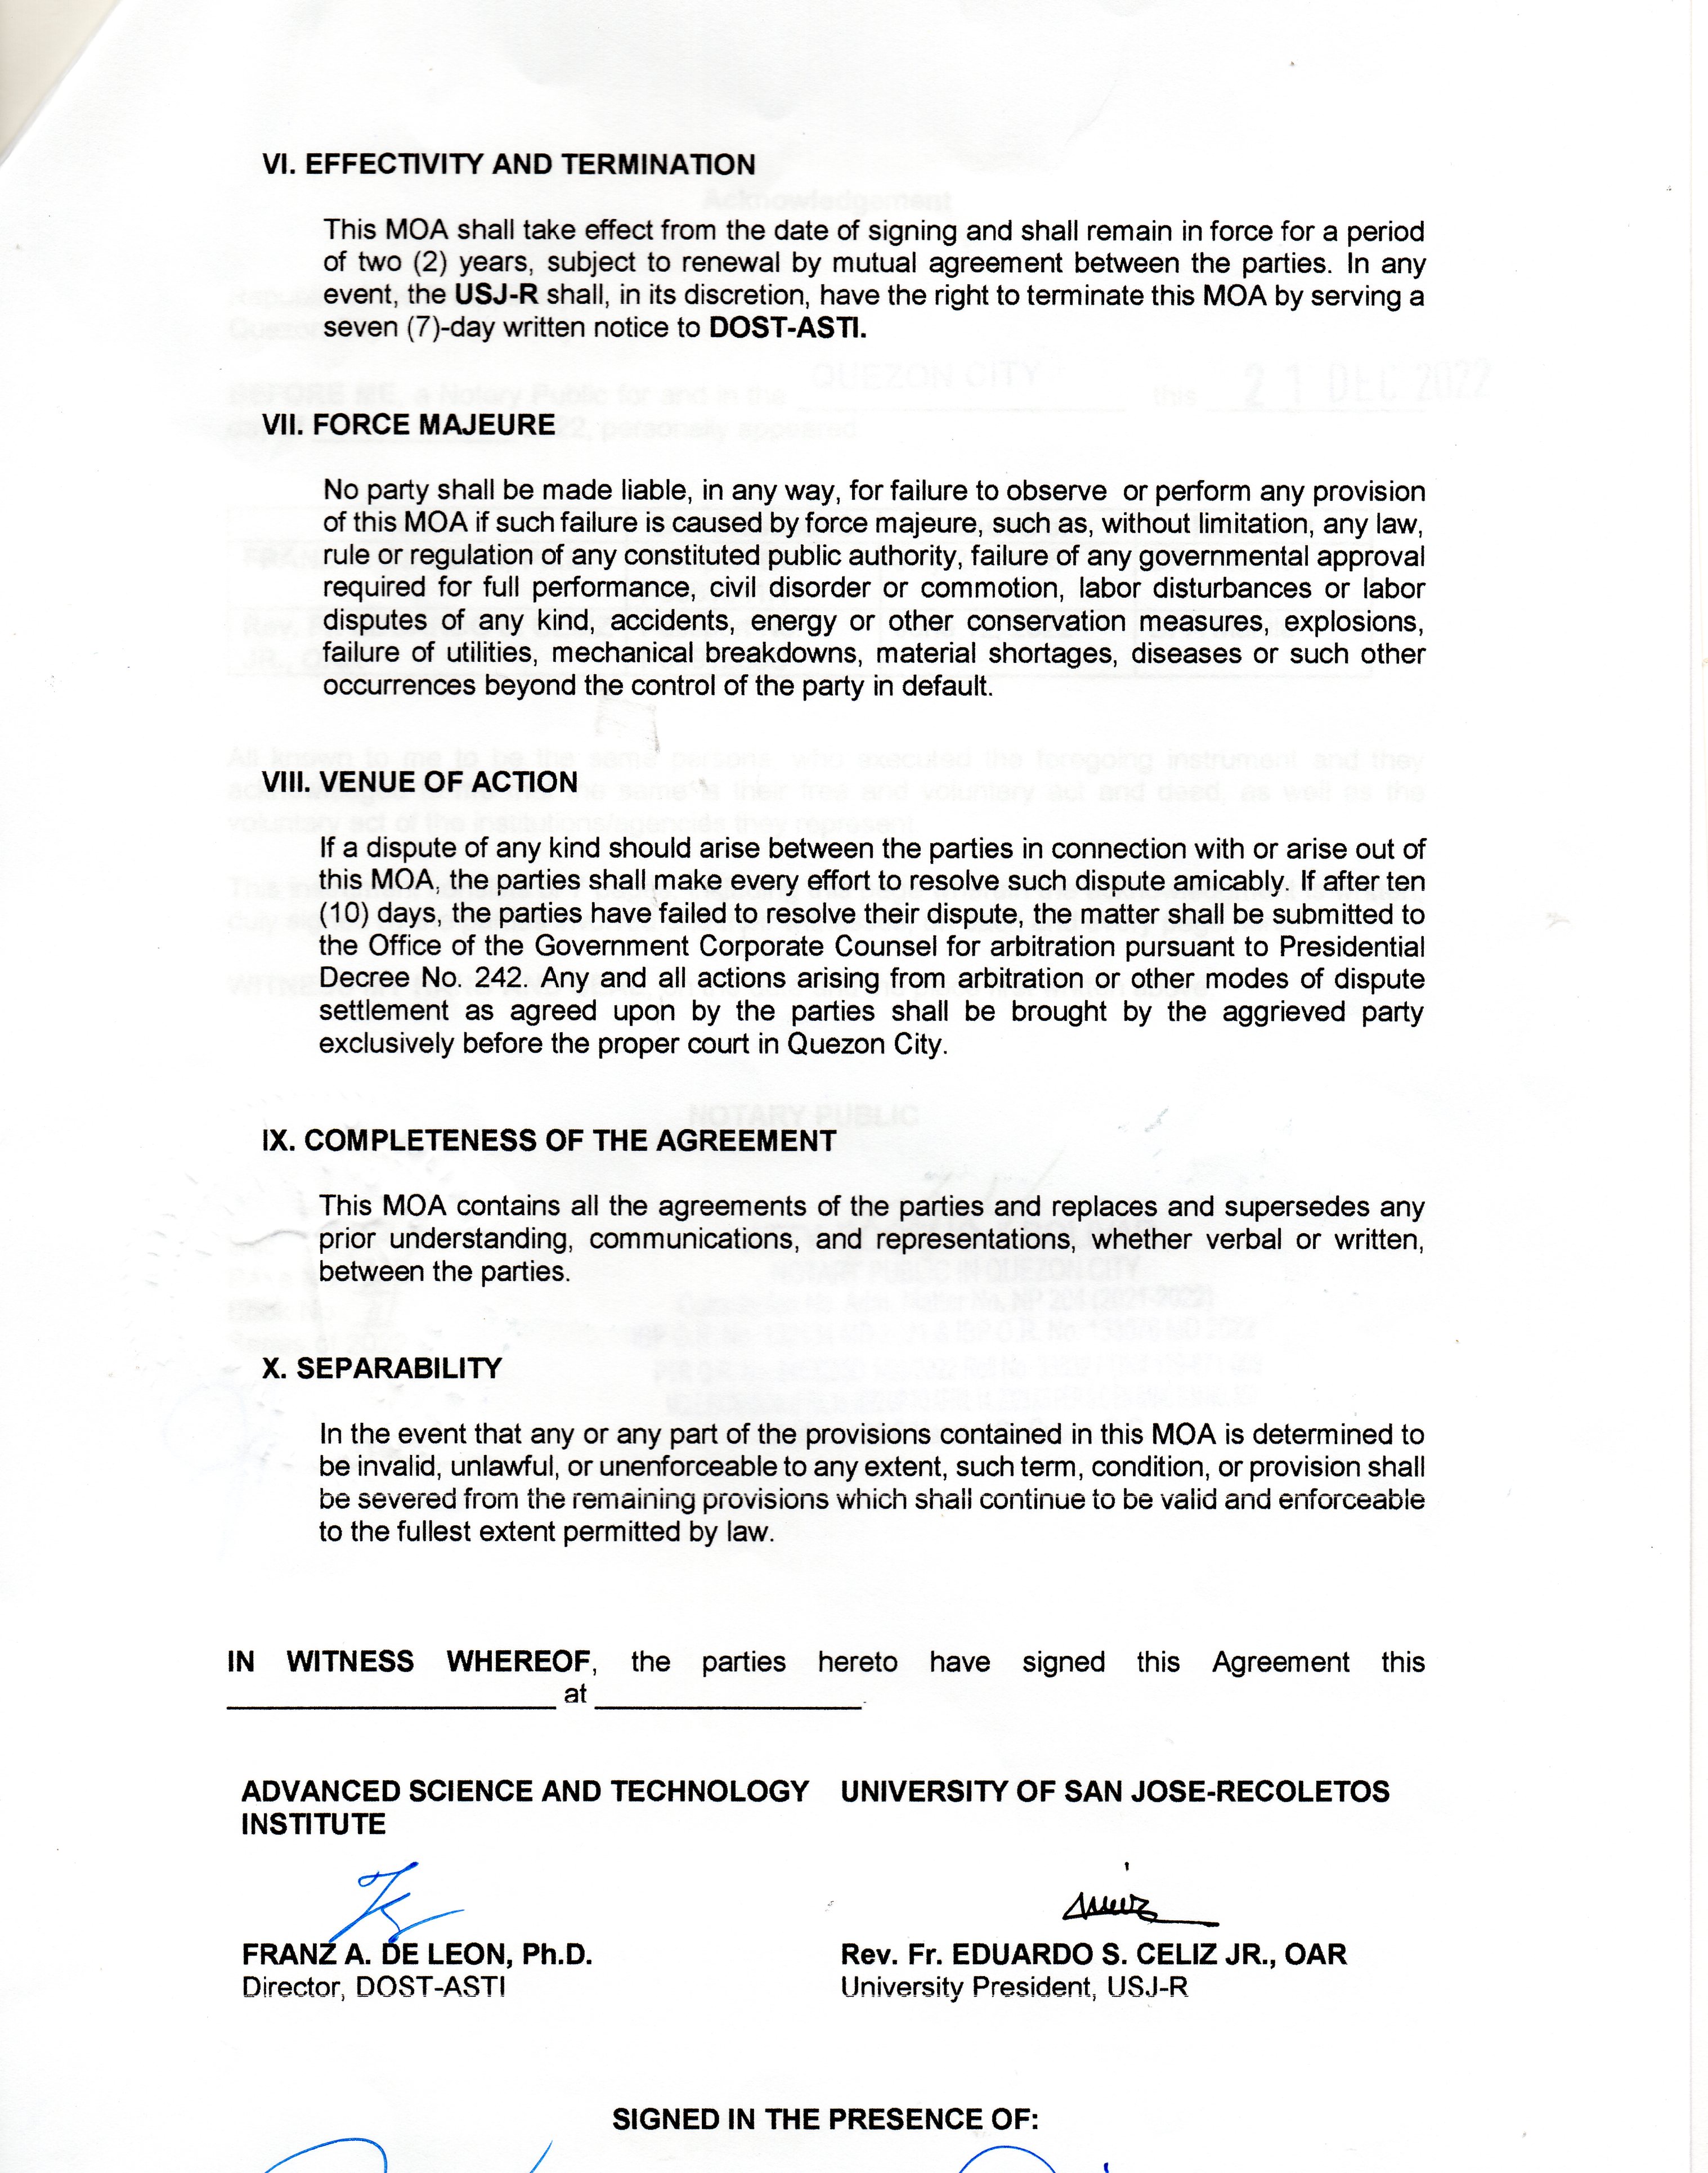 VI. EFFECTIVITY AND TERMINATION
This MOA shall take effect from the date of signing and shall remain in force for a period
of two (2) years, subject to renewal by mutual agreement between the parties. In any
event, the USJ-R shall, in its discretion, have the right to terminate this MOA by serving a
seven (7)-day written notice to DOST-ASTI.
VII. FORCE MAJEURE
No party shall be made liable, in any way, for failure to observe or perform any provision
of this MOA if such failure is caused by force majeure, such as, without limitation, any law,
rule or regulation of any constituted public authority, failure of any governmental approval
required for full performance, civil disorder or commotion, labor disturbances or labor
disputes of any kind, accidents, energy or other conservation measures, explosions,
failure of utilities, mechanical breakdowns, material shortages, diseases or such other
occurrences beyond the control of the party in default.
VIII. VENUE OF ACTION
If a dispute of any kind should arise between the parties in connection with or arise out of
this MOA, the parties shall make every effort to resolve such dispute amicably. If after ten
(10) days, the parties have failed to resolve their dispute, the matter shall be submitted to
the Office of the Government Corporate Counsel for arbitration pursuant to Presidential
Decree No. 242. Any and all actions arising from arbitration or other modes of dispute
settlement as agreed upon by the parties shall be brought by the aggrieved party
exclusively before the proper court in Quezon City.
IX. COMPLETENESS OF THE AGREEMENT
This MOA contains all the agreements of the parties and replaces and supersedes any
prior understanding, communications, and representations, whether verbal or written,
between the parties.
X. SEPARABILITY
In the event that any or any part of the provisions contained in this MOA is determined to
be invalid, unlawful, or unenforceable to any extent, such term, condition, or provision shall
be severed from the remaining provisions which shall continue to be valid and enforceable
to the fullest extent permitted by law.
IN WITNESS WHEREOF, the parties hereto have signed this Agreement this
____________________ at ____________________.
ADVANCED SCIENCE AND TECHNOLOGY
INSTITUTE
FRANZ A. DE LEON, Ph.D.
Director, DOST-ASTI
UNIVERSITY OF SAN JOSE-RECOLETOS
Rev. Fr. EDUARDO S. CELIZ JR., OAR
University President, USJ-R
SIGNED IN THE PRESENCE OF: